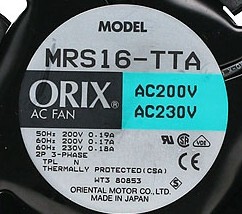 MODEL
MRS16-TTA
ORIX
AC FAN
AC200V
AC230V
50Hz 200V 0.19A
60Hz 200V 0.17A
60Hz 230V 0.18A
2P 3-PHASE
TPL N
THERMALLY PROTECTED(CSA)
WT3 80853
ORIENTAL MOTOR CO.,LTD.
MADE IN JAPAN